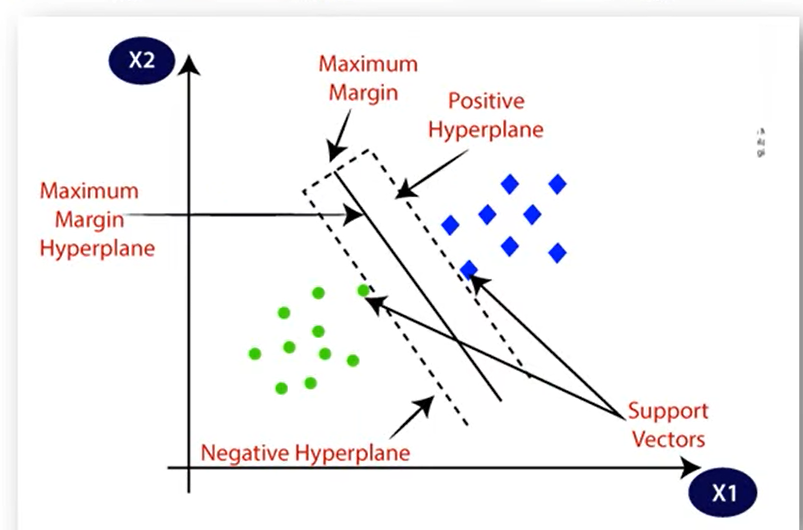 X2
Maximum
Margin
Positive
Hyperplane
Maximum
Margin
Hyperplane
Support
Vectors
Negative Hyperplane
X1